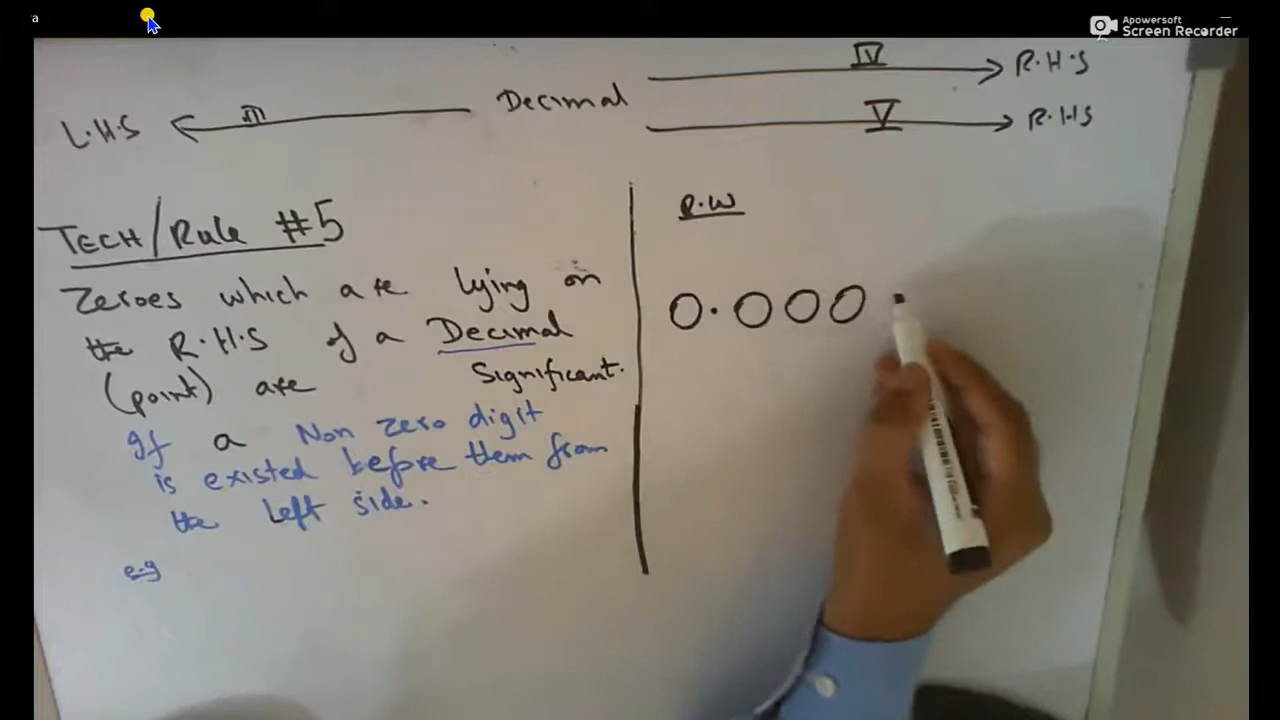 a
Apowersoft
Screen Recorder
IV R.H.S
L.H.S III Decimal
V R.H.S
TECH/Rule #5
Zeroes which are lying on
the R.H.S of a Decimal
(point) are Significant.
If a Non zero digit
is existed before them from
the Left side.
e.g
R.W
0.000